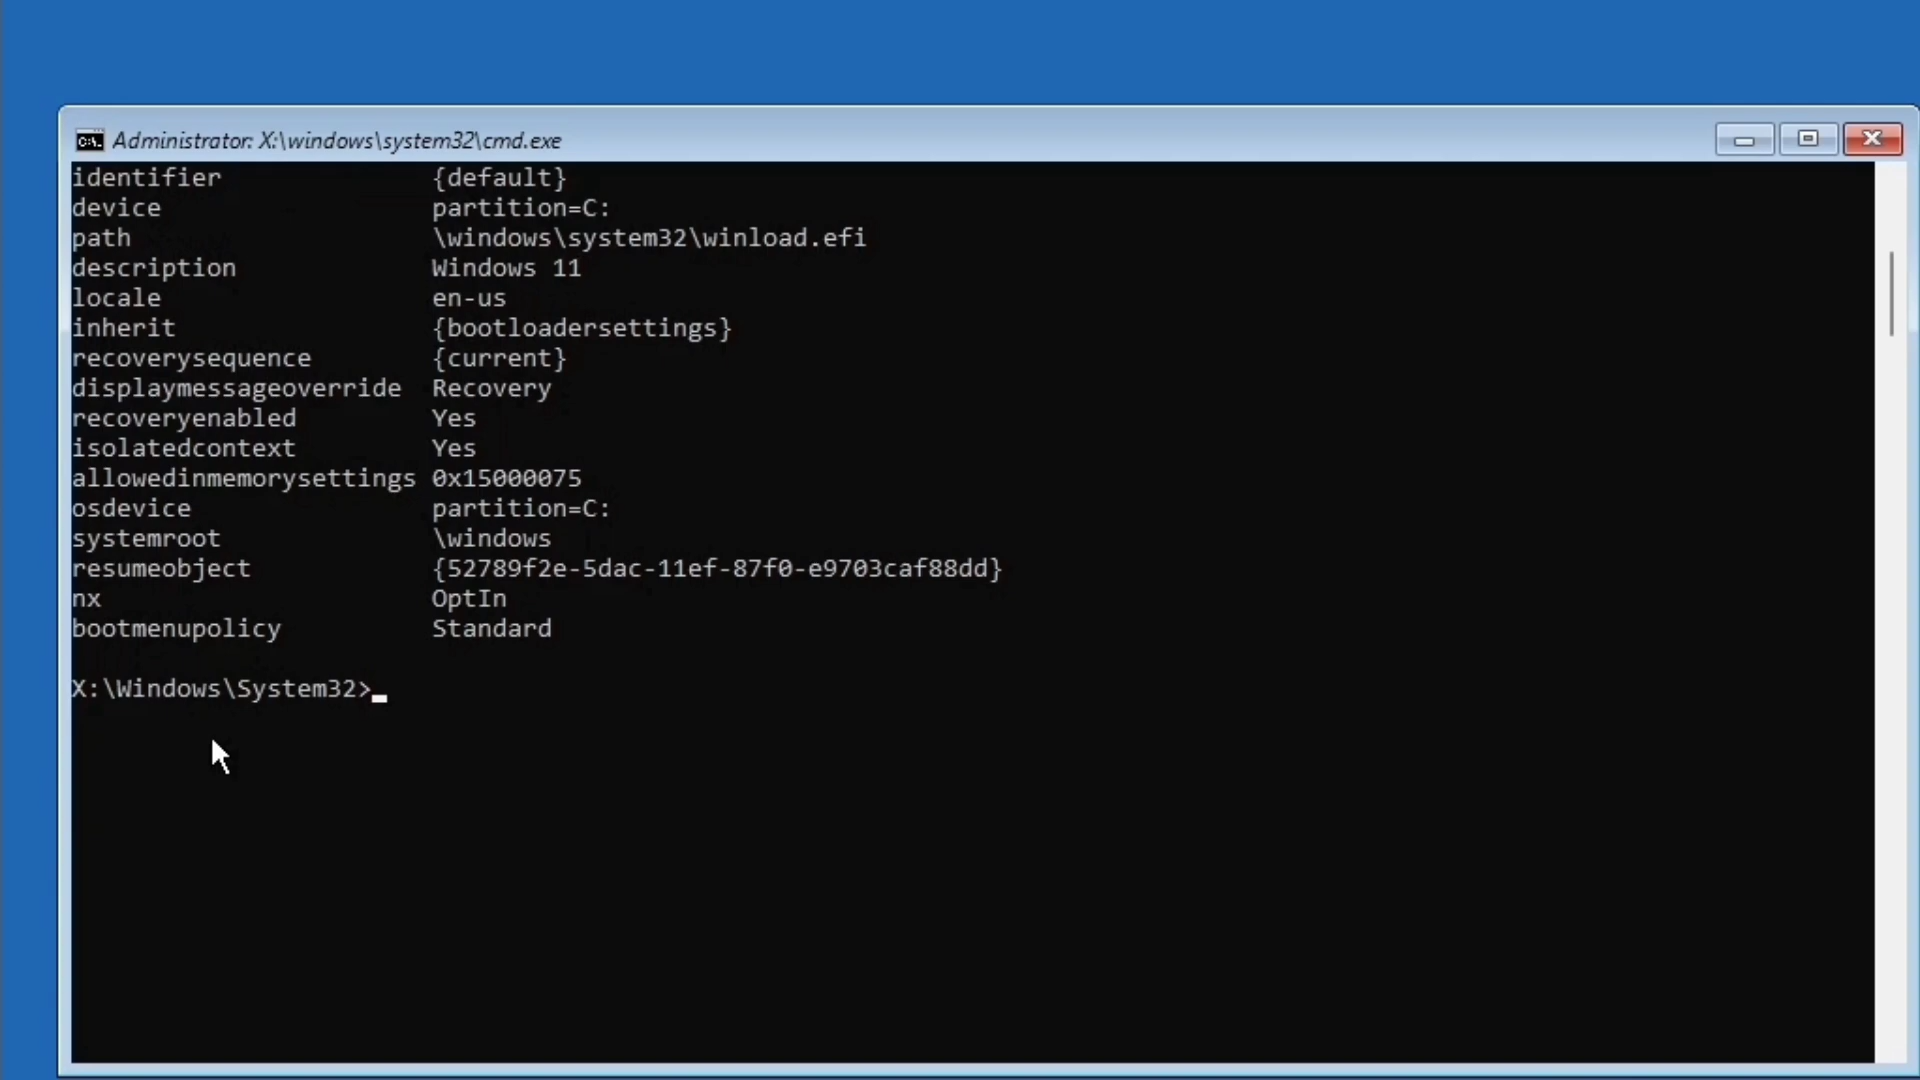 Administrator: X:\windows\system32\cmd.exe
identifier              {default}
device                  partition=C:
path                    \windows\system32\winload.efi
description             Windows 11
locale                  en-us
inherit                 {bootloadersettings}
recoverysequence        {current}
displaymessageoverride  Recovery
recoveryenabled         Yes
isolatedcontext         Yes
allowedinmemorysettings 0x15000075
osdevice                partition=C:
systemroot              \windows
resumeobject            {52789f2e-5dac-11ef-87f0-e9703caf88dd}
nx                      OptIn
bootmenupolicy          Standard
X:\Windows\System32>